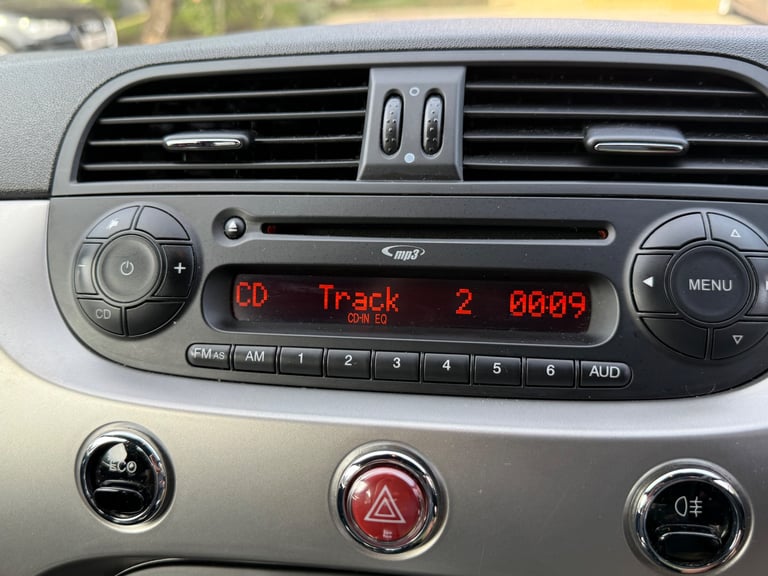 mp3
CD Track 2 0009
CD-IN EQ
CD
MENU
FM AS AM 1 2 3 4 5 6 AUD
ECO